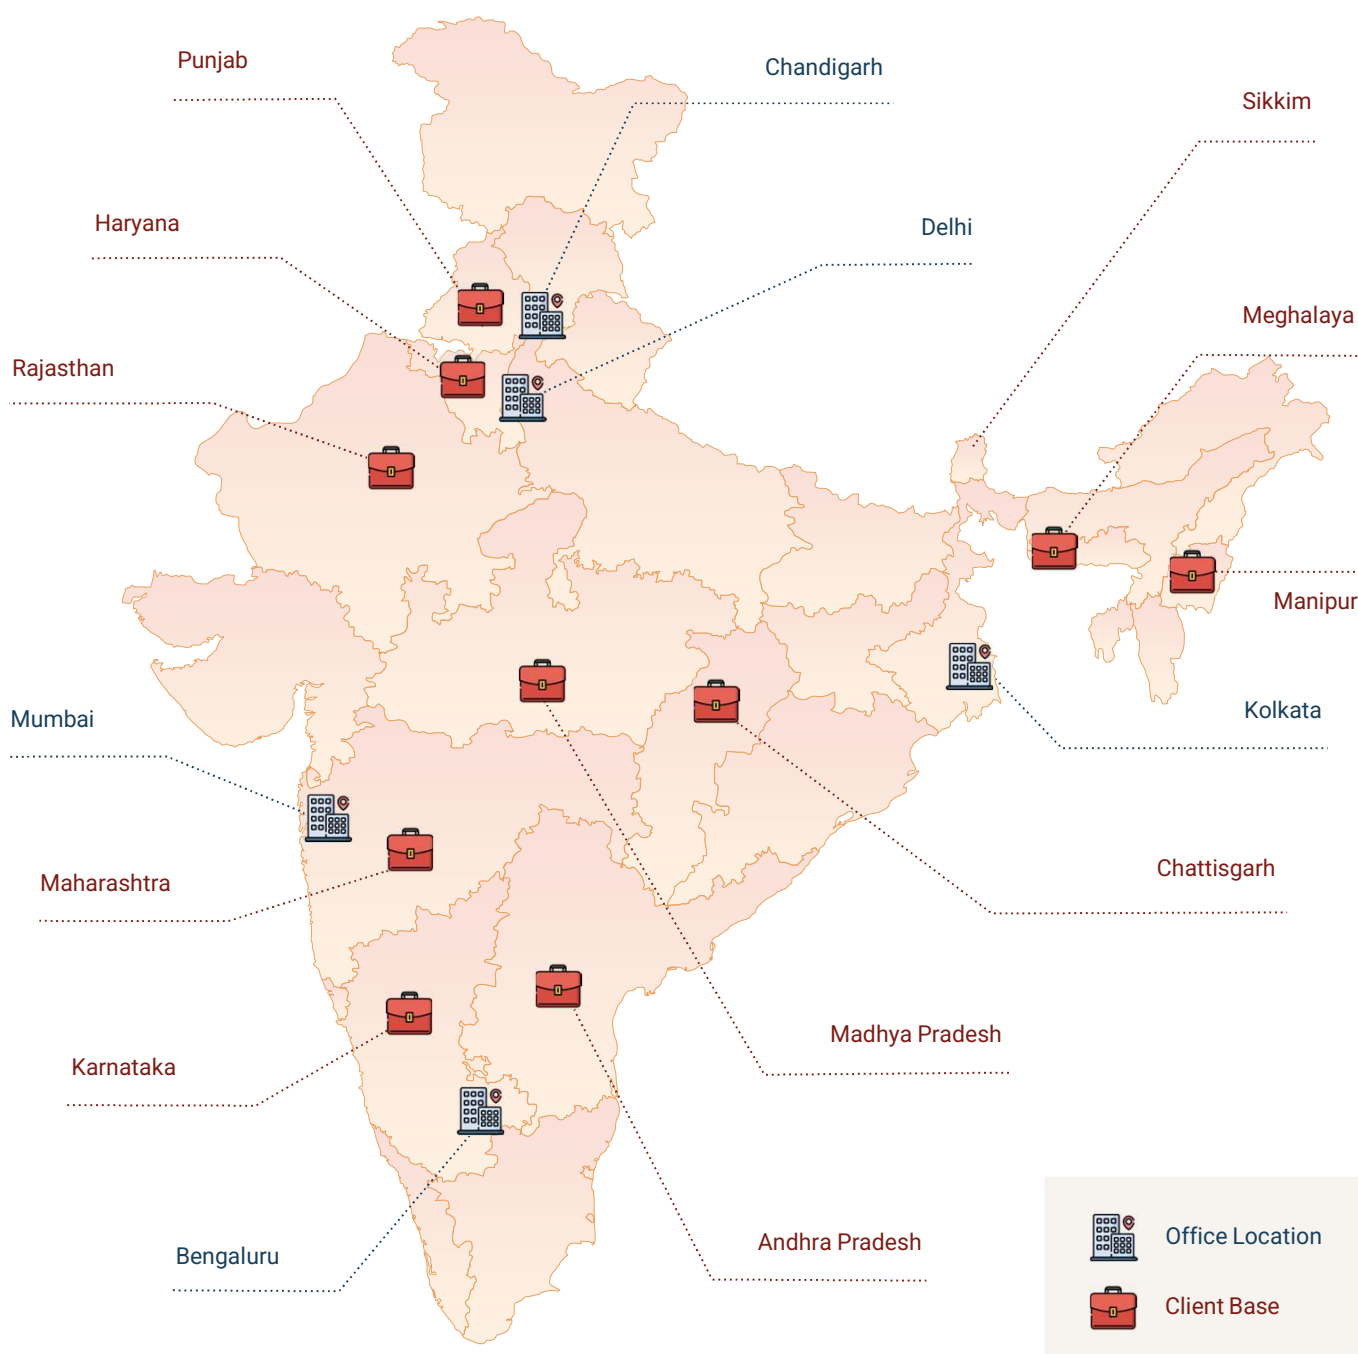 Punjab
Chandigarh
Sikkim
Haryana
Delhi
Meghalaya
Rajasthan
Manipur
Mumbai
Kolkata
Maharashtra
Chattisgarh
Madhya Pradesh
Karnataka
Andhra Pradesh
Bengaluru
Office Location
Client Base